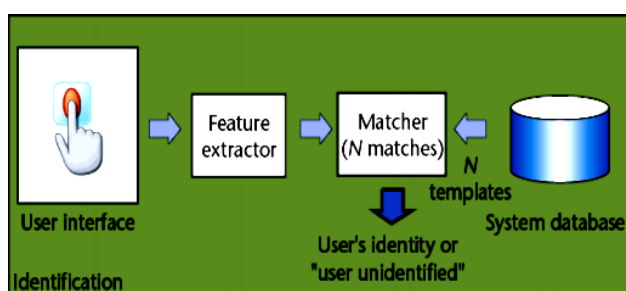 Feature
extractor
Matcher
(N matches)
N
templates
User interface
System database
User's identity or
"user unidentified"
Identification